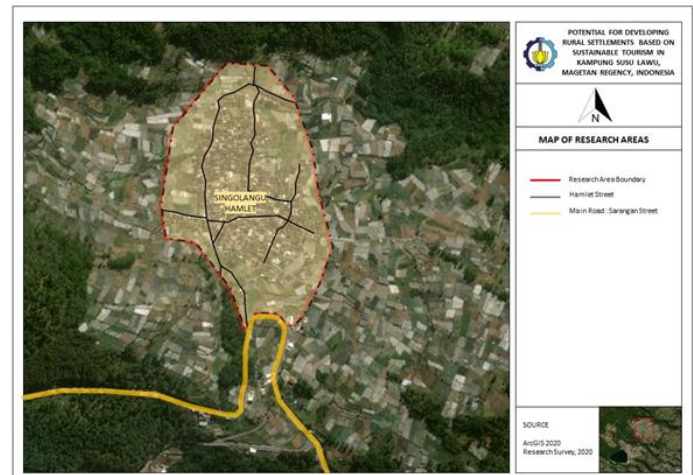 POTENTIAL FOR DEVELOPING
RURAL SETTLEMENTS BASED ON
SUSTAINABLE TOURISM IN
KAMPUNG SUSU LAWU,
MAGETAN REGENCY, INDONESIA
N
MAP OF RESEARCH AREAS
Research Area Boundary
Hamlet Street
Main Road : Sarangan Street
SINGOLANGU
HAMLET
SOURCE
ArcGIS 2020
Research Survey, 2020